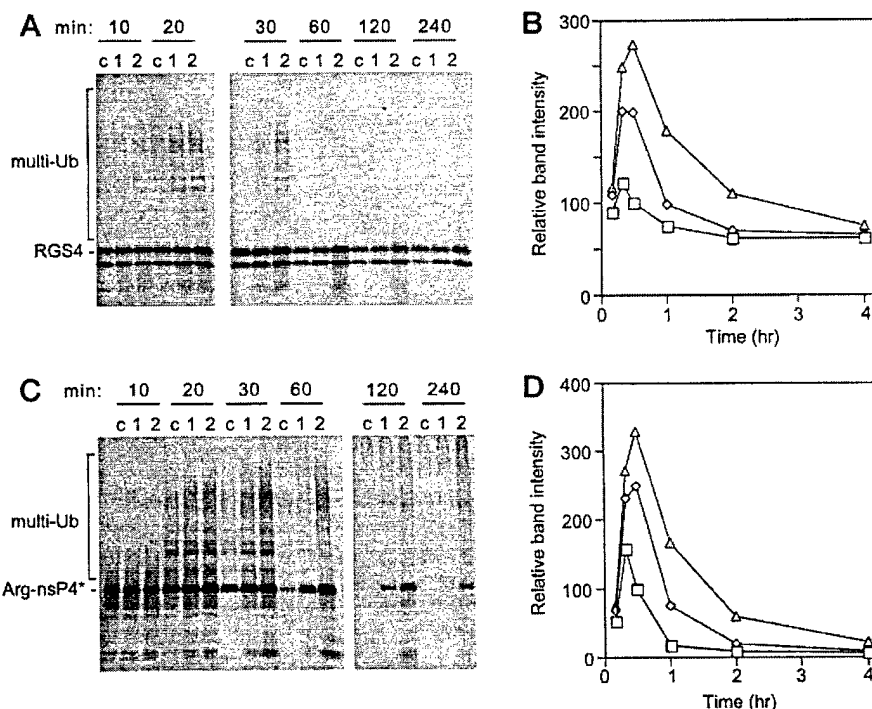 A
min: 10 20 30 60 120 240
c 1 2 c 1 2 c 1 2 c 1 2 c 1 2 c 1 2
multi-Ub
RGS4 -
B
Relative band intensity
300
250
200
150
100
50
0
0 1 2 3 4
Time (hr)
C
min: 10 20 30 60 120 240
c 1 2 c 1 2 c 1 2 c 1 2 c 1 2 c 1 2
multi-Ub
Arg-nsP4* -
D
Relative band intensity
400
300
200
100
0
0 1 2 3 4
Time (hr)